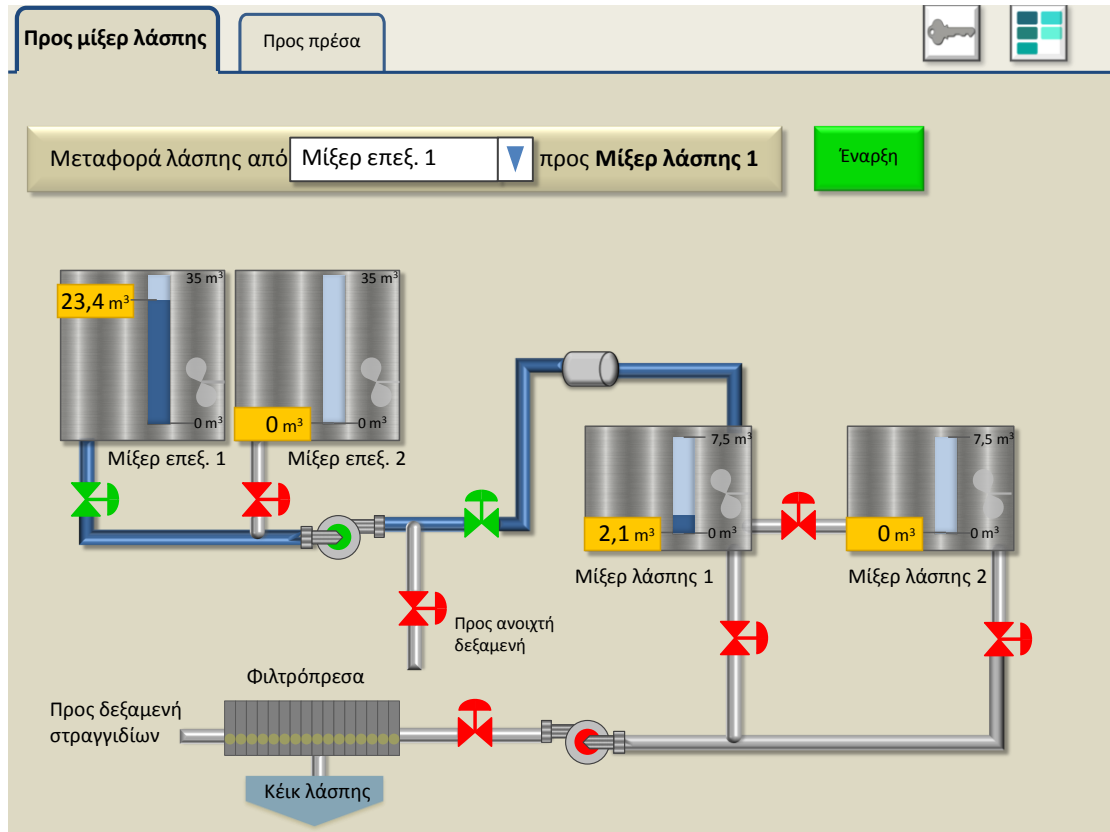 Προς μίξερ λάσπης
Προς πρέσα
Μεταφορά λάσπης από Μίξερ επεξ. 1 προς Μίξερ λάσπης 1
Έναρξη
35 m³
35 m³
23,4 m³
0 m³
0 m³
0 m³
Μίξερ επεξ. 1
Μίξερ επεξ. 2
7,5 m³
7,5 m³
2,1 m³
0 m³
0 m³
0 m³
Μίξερ λάσπης 1
Μίξερ λάσπης 2
Προς ανοιχτή
δεξαμενή
Φιλτρόπρεσα
Προς δεξαμενή
στραγγιδίων
Κέικ λάσπης